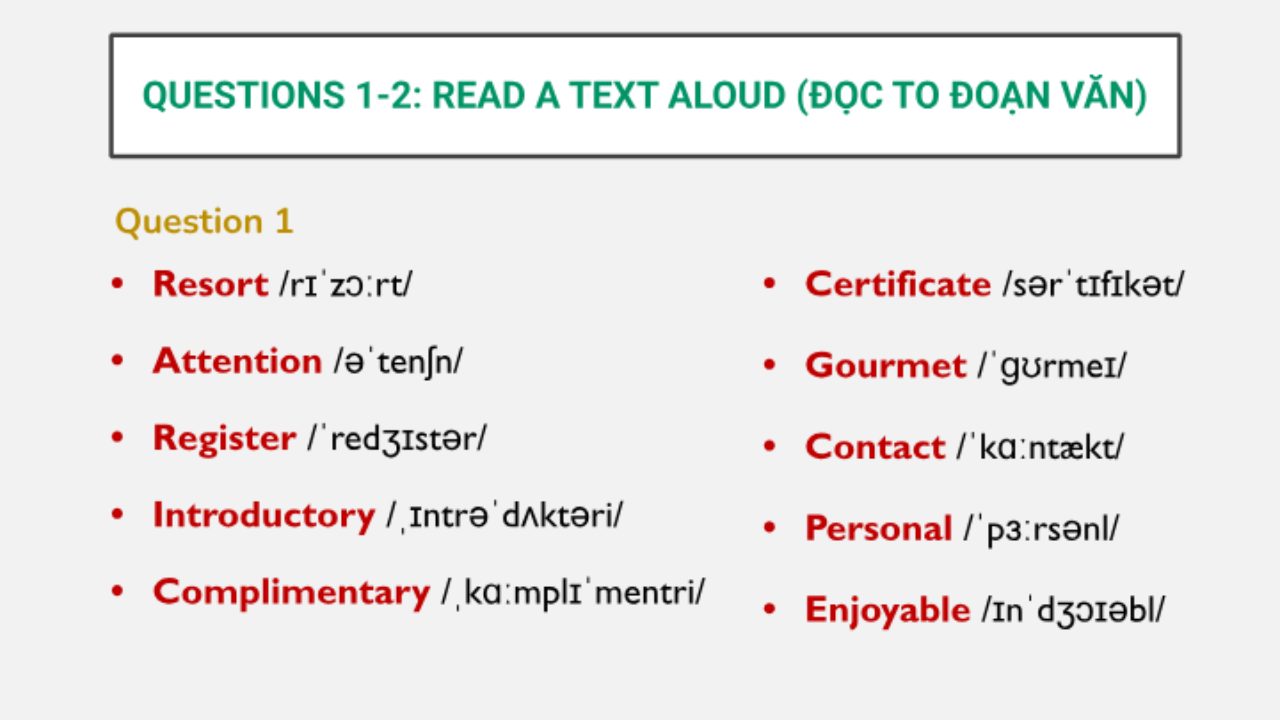 QUESTIONS 1-2: READ A TEXT ALOUD (ĐỌC TO ĐOẠN VĂN)
Question 1
• Resort /rɪˈzɔːrt/
• Attention /əˈtenʃn/
• Register /ˈredʒɪstər/
• Introductory /ˌɪntrəˈdʌktəri/
• Complimentary /ˌkɑːmplɪˈmentri/
• Certificate /sərˈtɪfɪkət/
• Gourmet /ˈɡʊrmeɪ/
• Contact /ˈkɑːntækt/
• Personal /ˈpɜːrsənl/
• Enjoyable /ɪnˈdʒɔɪəbl/